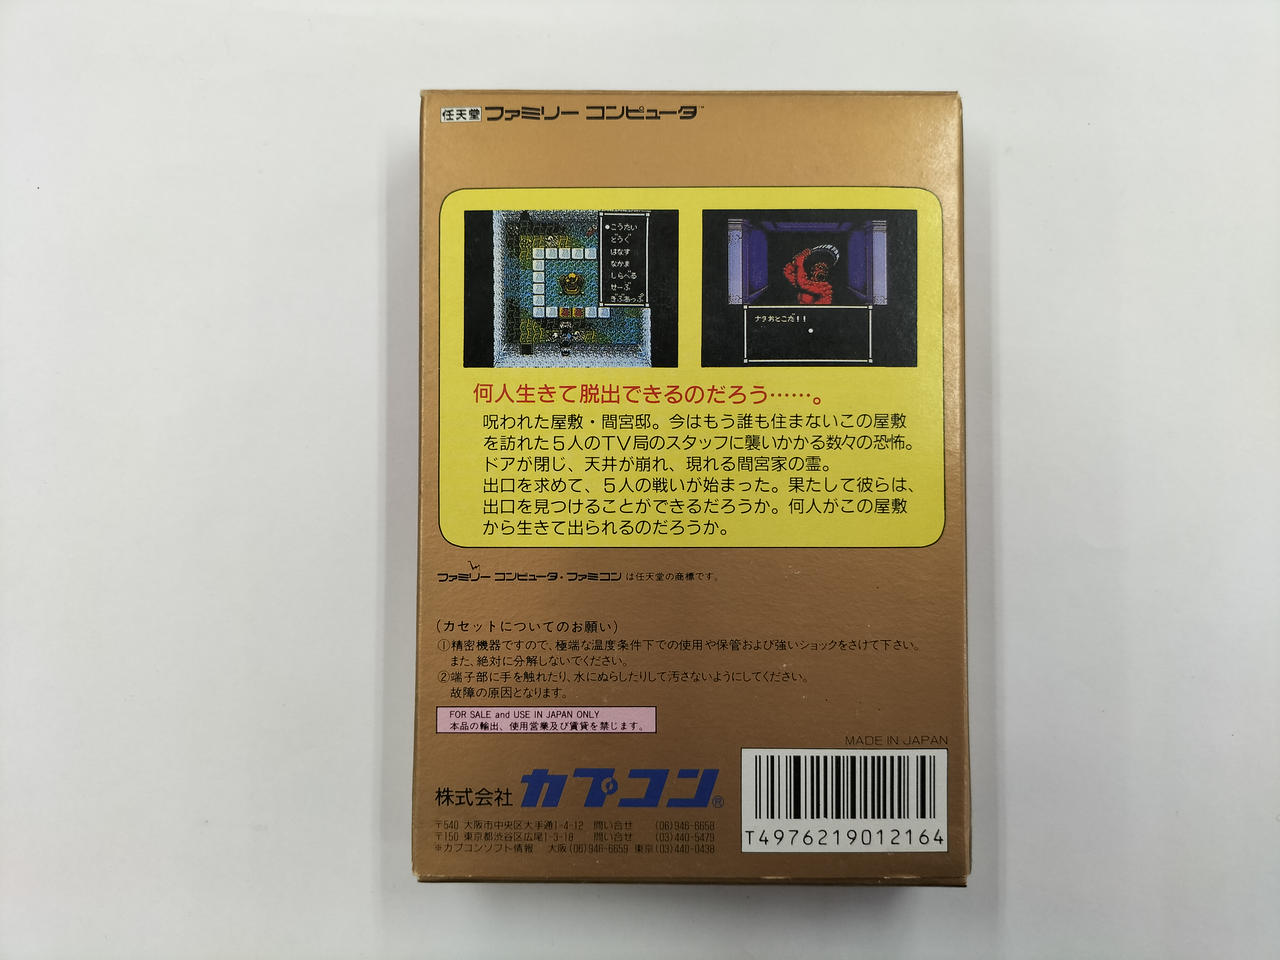 任天堂 ファミリー コンピュータ™
●こうたい
どうぐ
はなす
なかま
しらべる
せーぶ
ぎぶあっぷ
ナタおとこだ！！
何人生きて脱出できるのだろう……。
呪われた屋敷・間宮邸。今はもう誰も住まないこの屋敷
を訪れた5人のTV局のスタッフに襲いかかる数々の恐怖。
ドアが閉じ、天井が崩れ、現れる間宮家の霊。
出口を求めて、5人の戦いが始まった。果たして彼らは、
出口を見つけることができるだろうか。何人がこの屋敷
から生きて出られるのだろうか。
ファミリー コンピュータ・ファミコン は任天堂の商標です。
(カセットについてのお願い)
①精密機器ですので、極端な温度条件下での使用や保管および強いショックをさけて下さい。
また、絶対に分解しないでください。
②端子部に手を触れたり、水にぬらしたりして汚さないようにしてください。
故障の原因となります。
FOR SALE and USE IN JAPAN ONLY
本品の輸出、使用営業及び賃貸を禁じます。
MADE IN JAPAN
株式会社 カプコン®
〒540 大阪市中央区大手通1-4-12 問い合せ (06)946-6658
〒150 東京都渋谷区広尾1-3-18 問い合せ (03)440-5479
※カプコンソフト情報 大阪(06)946-6659 東京(03)440-0438
T4976219012164